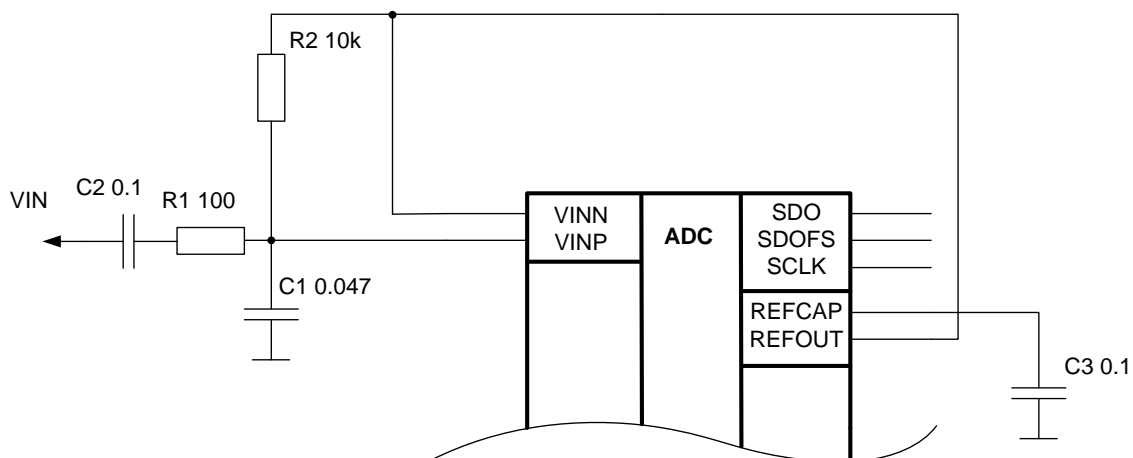 R2 10k
C2 0.1
VIN
R1 100
VINN
VINP
ADC
SDO
SDOFS
SCLK
C1 0.047
REFCAP
REFOUT
C3 0.1